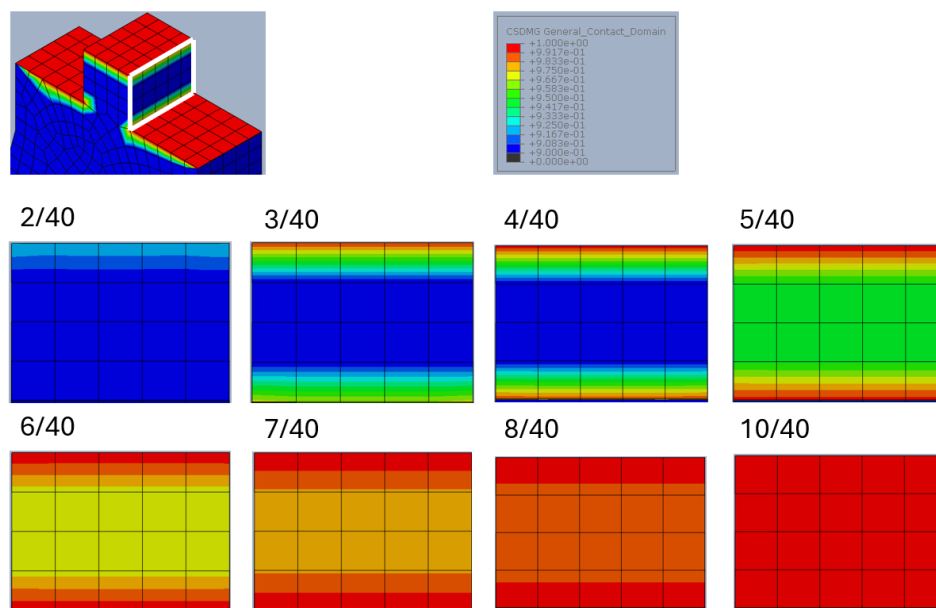 CSDMG General_Contact_Domain
+1.000e+00
+9.917e-01
+9.833e-01
+9.750e-01
+9.667e-01
+9.583e-01
+9.500e-01
+9.417e-01
+9.333e-01
+9.250e-01
+9.167e-01
+9.083e-01
+9.000e-01
+0.000e+00
2/40
3/40
4/40
5/40
6/40
7/40
8/40
10/40